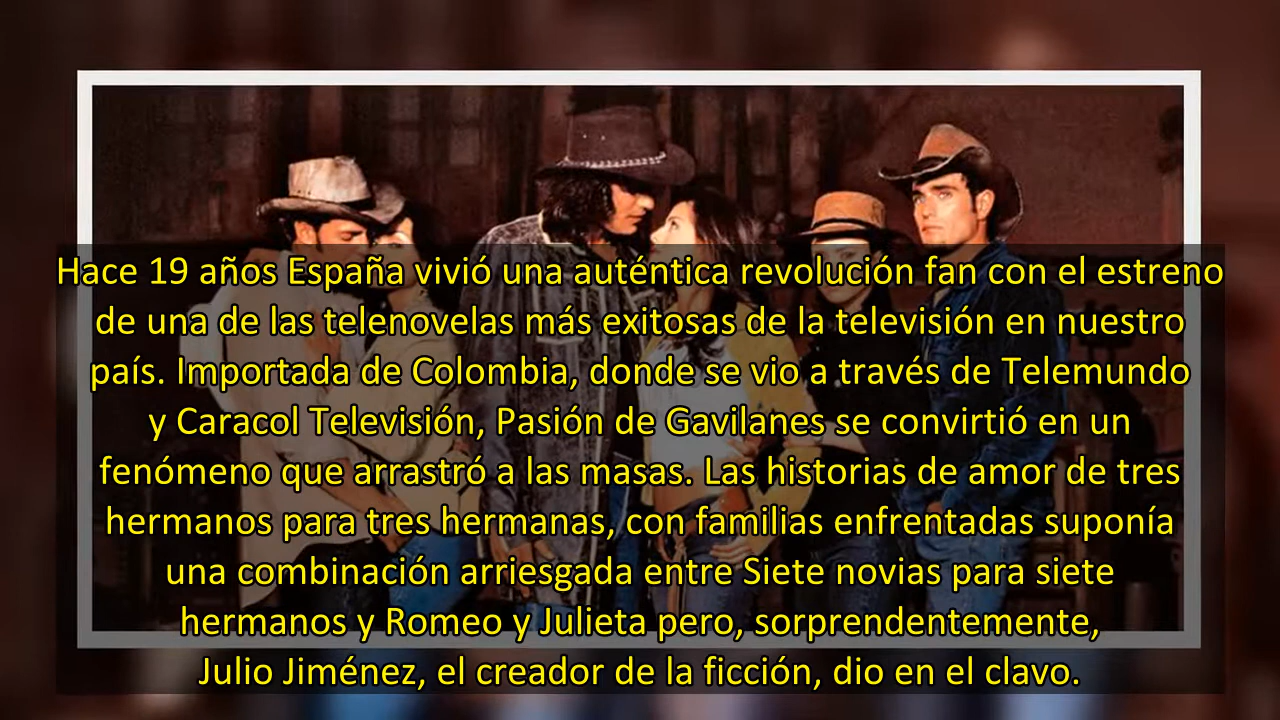 Hace 19 años España vivió una auténtica revolución fan con el estreno
de una de las telenovelas más exitosas de la televisión en nuestro
país. Importada de Colombia, donde se vio a través de Telemundo
y Caracol Televisión, Pasión de Gavilanes se convirtió en un
fenómeno que arrastró a las masas. Las historias de amor de tres
hermanos para tres hermanas, con familias enfrentadas suponía
una combinación arriesgada entre Siete novias para siete
hermanos y Romeo y Julieta pero, sorprendentemente,
Julio Jiménez, el creador de la ficción, dio en el clavo.